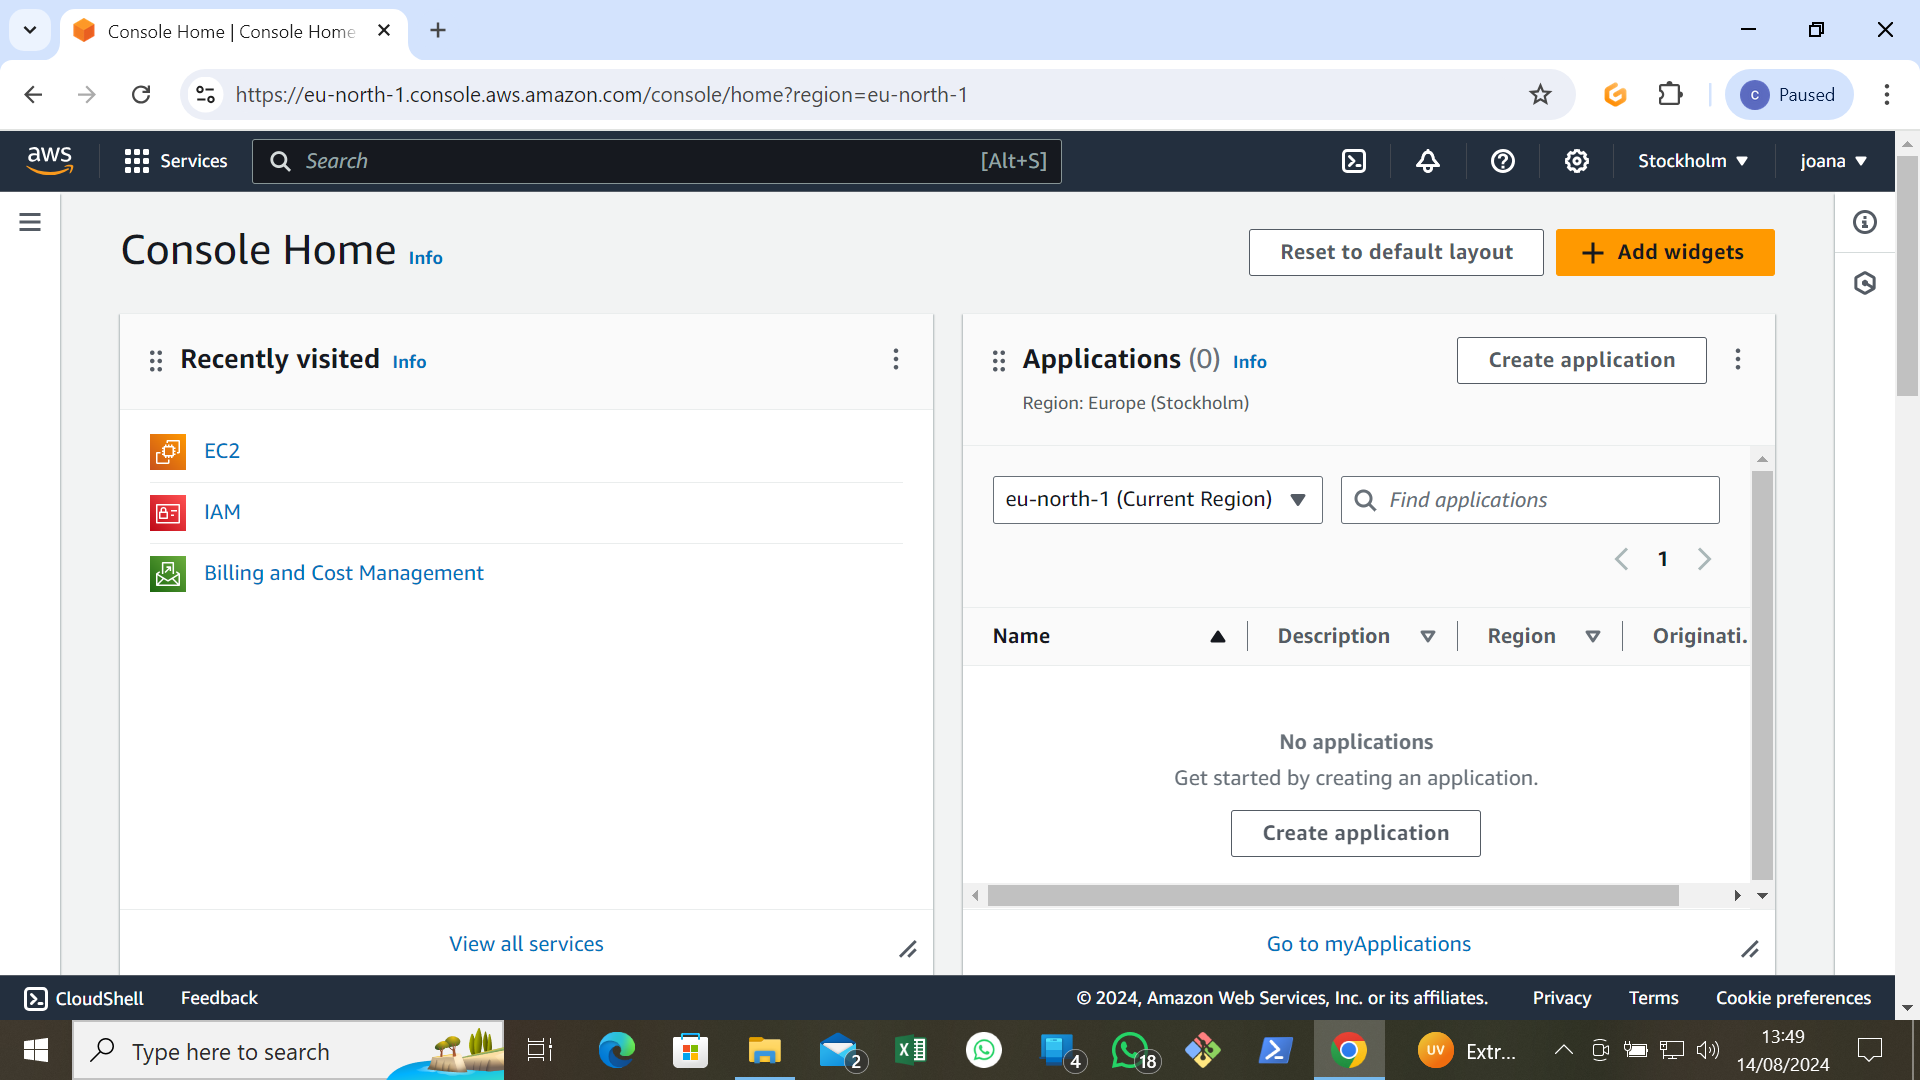 Console Home | Console Home
https://eu-north-1.console.aws.amazon.com/console/home?region=eu-north-1
C Paused
aws
Services
Search [Alt+S]
Stockholm
joana
Console Home Info
Reset to default layout
Add widgets
Recently visited Info
EC2
IAM
Billing and Cost Management
View all services
Applications (0) Info
Create application
Region: Europe (Stockholm)
eu-north-1 (Current Region)
Find applications
1
Name Description Region Originati.
No applications
Get started by creating an application.
Create application
Go to myApplications
CloudShell Feedback
© 2024, Amazon Web Services, Inc. or its affiliates. Privacy Terms Cookie preferences
Type here to search
2
4
18
UV Extr...
13:49
14/08/2024